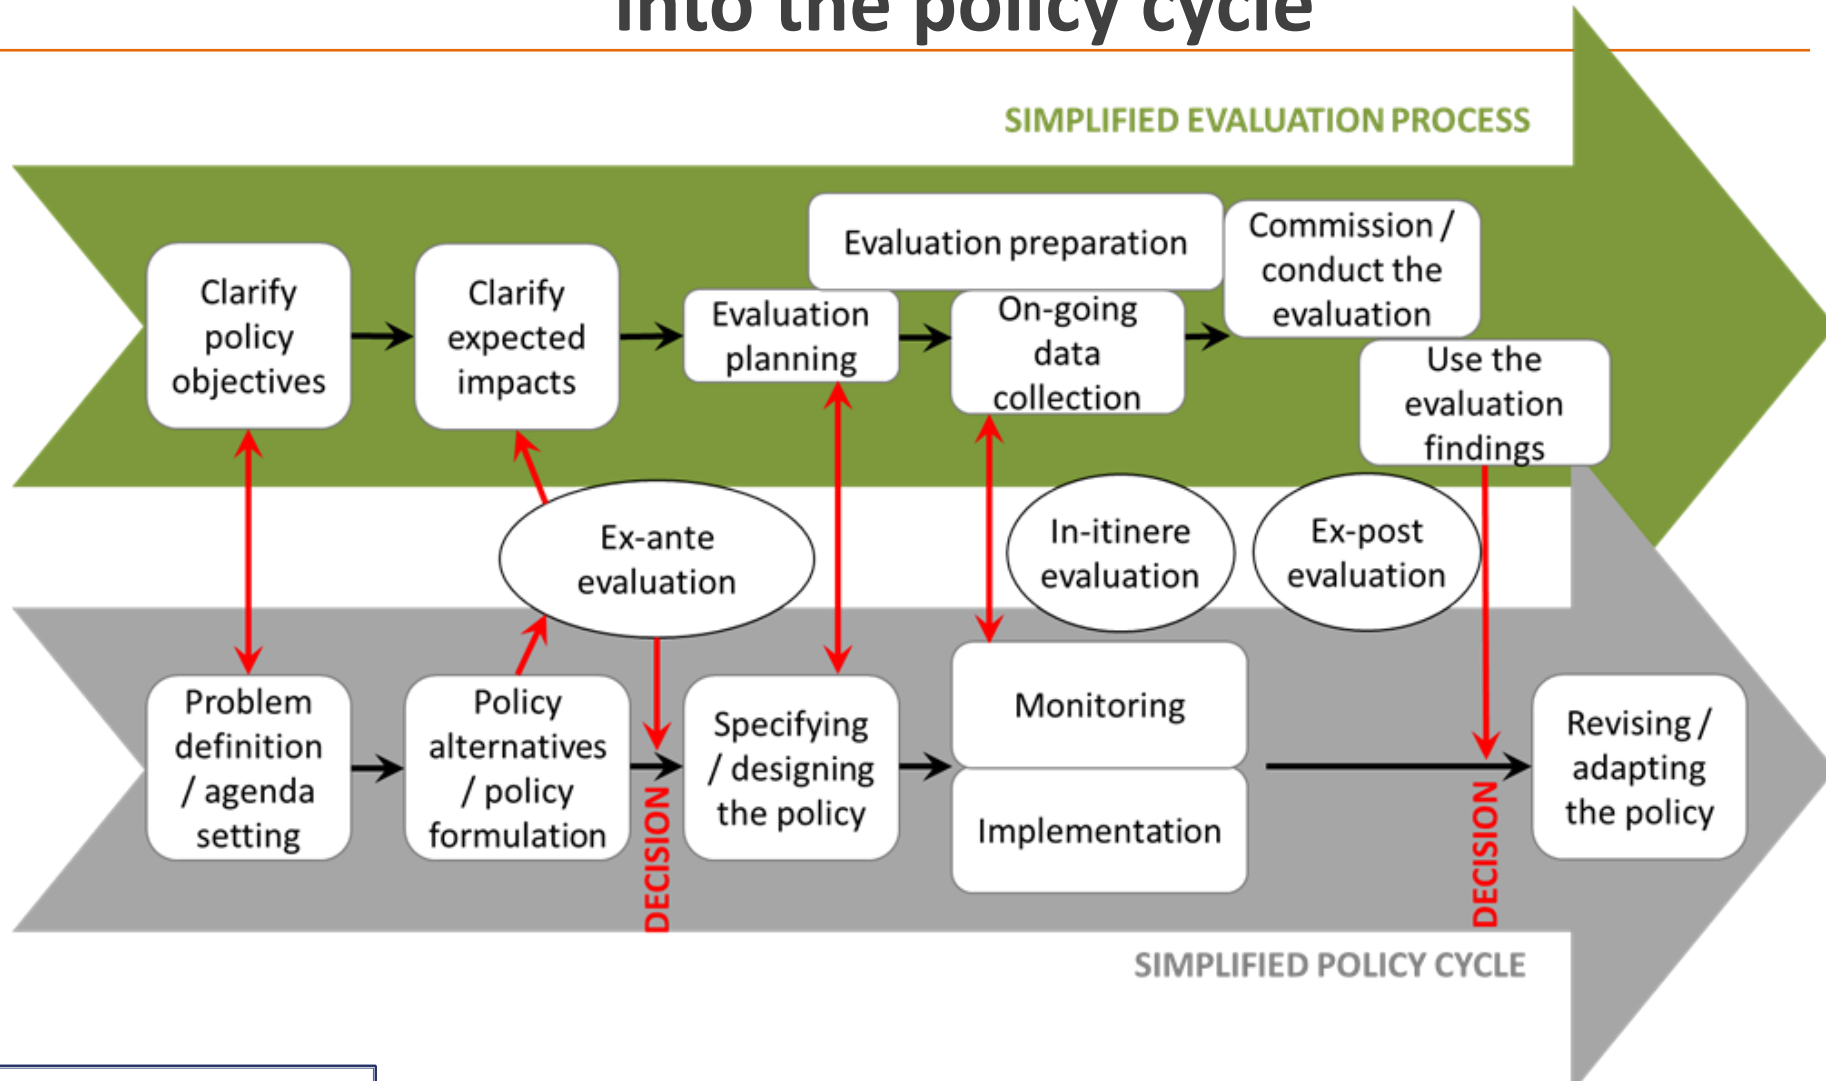 into the policy cycle
SIMPLIFIED EVALUATION PROCESS
Clarify
policy
objectives
Clarify
expected
impacts
Evaluation
planning
Evaluation preparation
On-going
data
collection
Commission /
conduct the
evaluation
Use the
evaluation
findings
Ex-ante
evaluation
In-itinere
evaluation
Ex-post
evaluation
Problem
definition
/ agenda
setting
Policy
alternatives
/ policy
formulation
DECISION
Specifying
/ designing
the policy
Monitoring
Implementation
DECISION
Revising /
adapting
the policy
SIMPLIFIED POLICY CYCLE